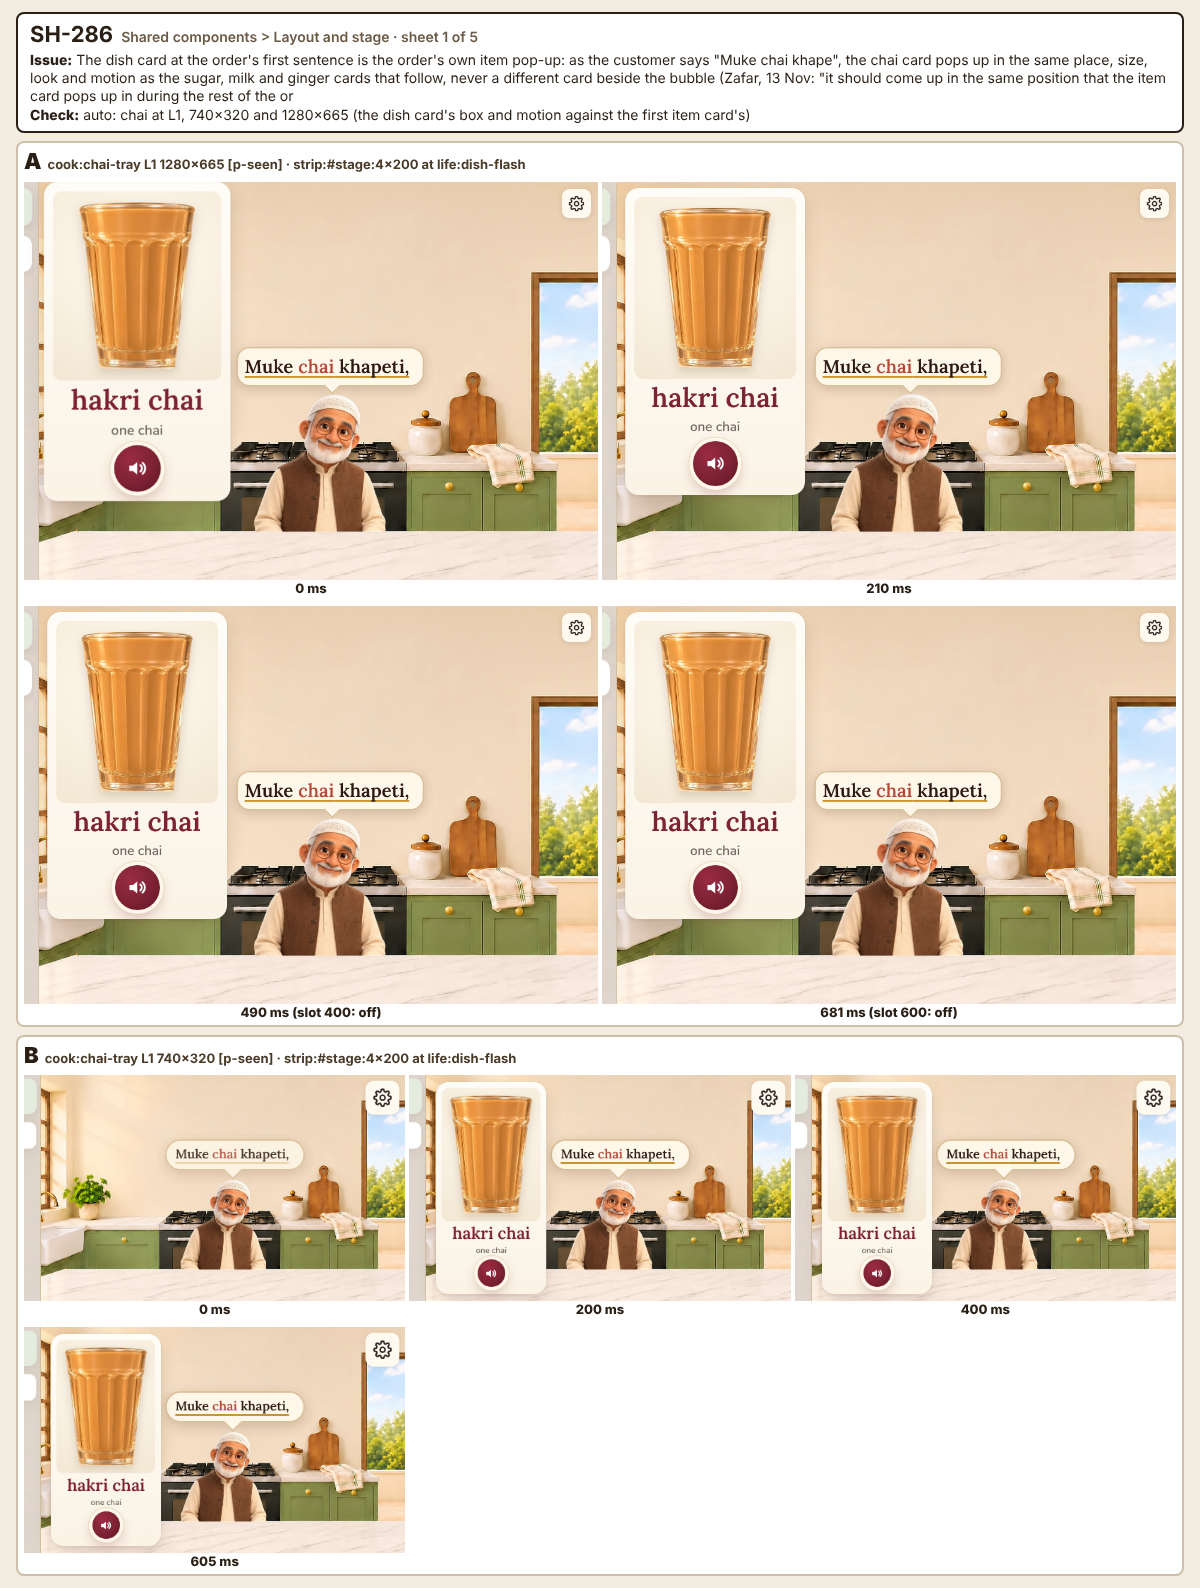 SH-286 Shared components > Layout and stage · sheet 1 of 5
Issue: The dish card at the order's first sentence is the order's own item pop-up: as the customer says "Muke chai khape", the chai card pops up in the same place, size,
look and motion as the sugar, milk and ginger cards that follow, never a different card beside the bubble (Zafar, 13 Nov: "it should come up in the same position that the item
card pops up in during the rest of the or
Check: auto: chai at L1, 740×320 and 1280×665 (the dish card's box and motion against the first item card's)
A cook:chai-tray L1 1280×665 [p-seen] · strip:#stage:4×200 at life:dish-flash
Muke chai khapeti,
hakri chai
one chai
0 ms
Muke chai khapeti,
hakri chai
one chai
210 ms
Muke chai khapeti,
hakri chai
one chai
490 ms (slot 400: off)
Muke chai khapeti,
hakri chai
one chai
681 ms (slot 600: off)
B cook:chai-tray L1 740×320 [p-seen] · strip:#stage:4×200 at life:dish-flash
Muke chai khapeti,
0 ms
Muke chai khapeti,
hakri chai
one chai
200 ms
Muke chai khapeti,
hakri chai
one chai
400 ms
Muke chai khapeti,
hakri chai
one chai
605 ms